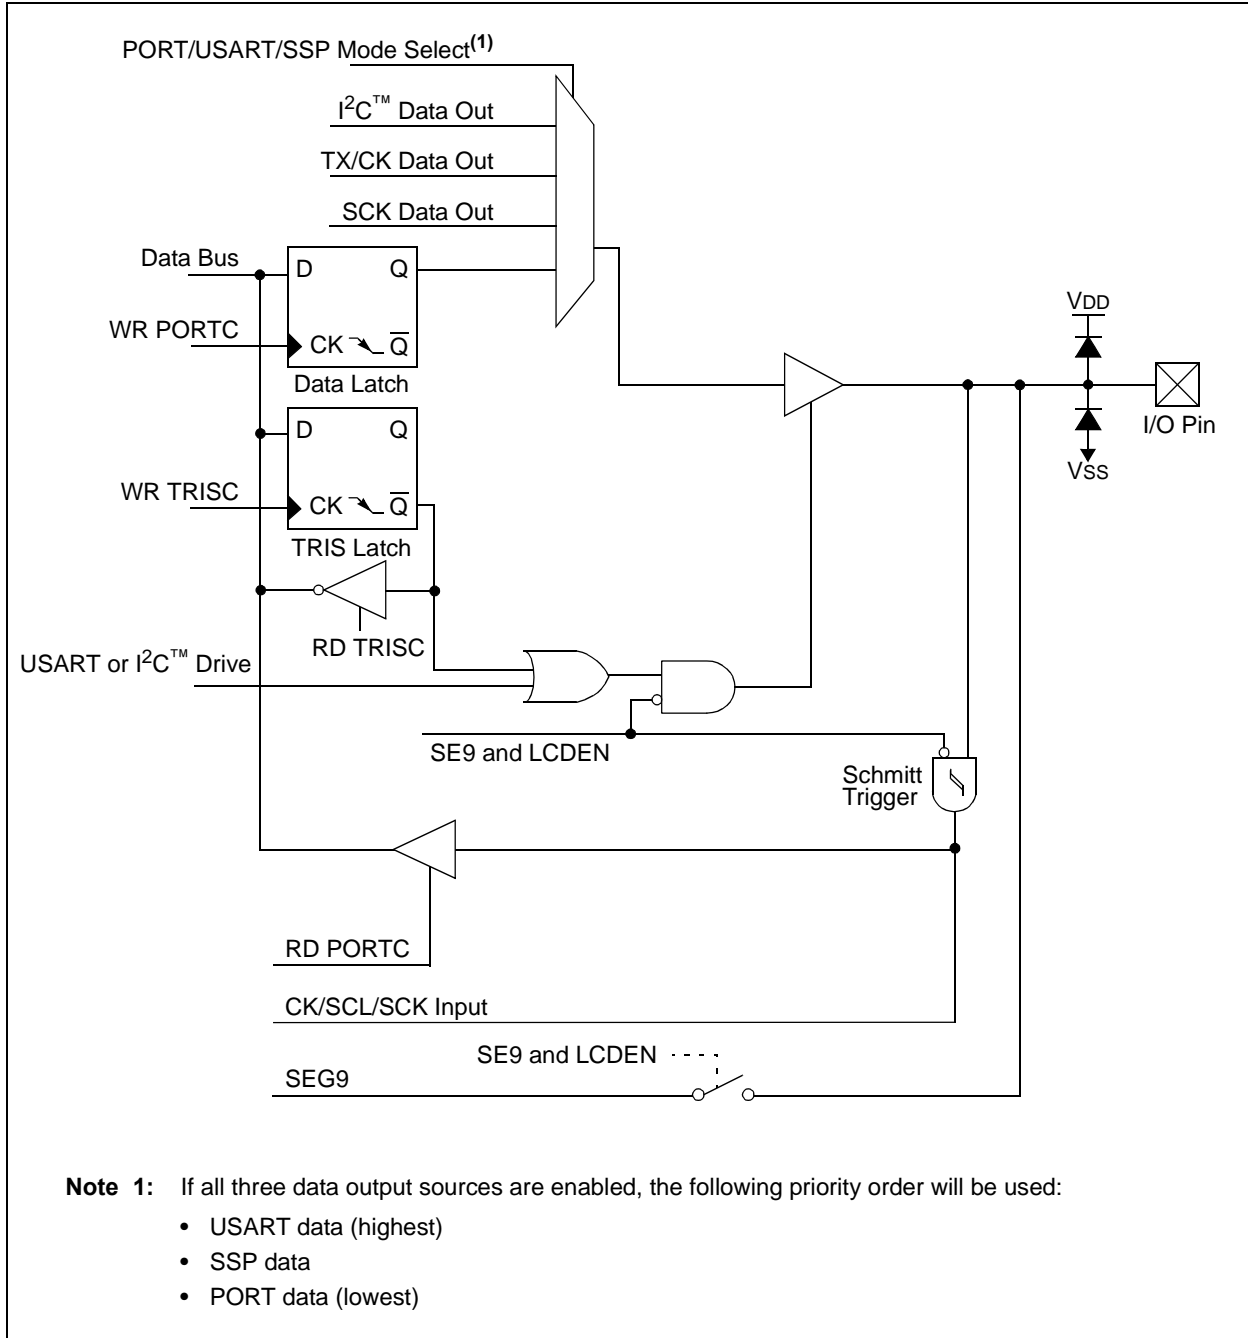 PORT/USART/SSP Mode Select(1)
I2C™ Data Out
TX/CK Data Out
SCK Data Out
Data Bus
D Q
WR PORTC
CK Q
Data Latch
VDD
I/O Pin
VSS
D Q
WR TRISC
CK Q
TRIS Latch
RD TRISC
USART or I2C™ Drive
SE9 and LCDEN
Schmitt
Trigger
RD PORTC
CK/SCL/SCK Input
SE9 and LCDEN
SEG9
Note 1: If all three data output sources are enabled, the following priority order will be used:
• USART data (highest)
• SSP data
• PORT data (lowest)